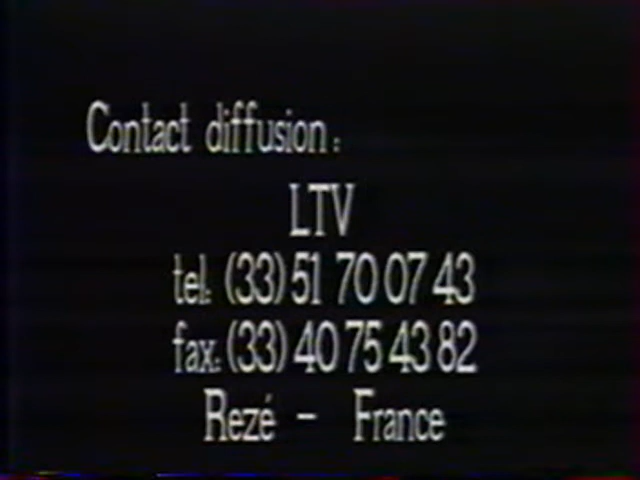 Contact diffusion:
LTV
tel: (33) 51 70 07 43
fax: (33) 40 75 43 82
Rezé - France